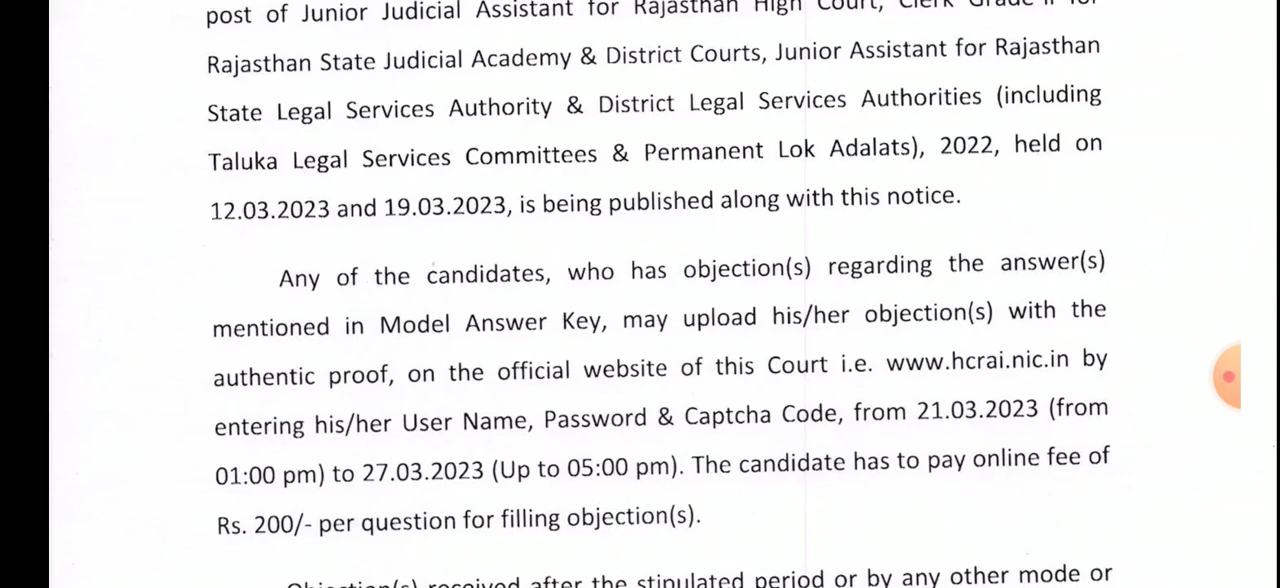 post of Junior Judicial Assistant for Rajasthan High Court, Clerk Grade-II for
Rajasthan State Judicial Academy & District Courts, Junior Assistant for Rajasthan
State Legal Services Authority & District Legal Services Authorities (including
Taluka Legal Services Committees & Permanent Lok Adalats), 2022, held on
12.03.2023 and 19.03.2023, is being published along with this notice.
Any of the candidates, who has objection(s) regarding the answer(s)
mentioned in Model Answer Key, may upload his/her objection(s) with the
authentic proof, on the official website of this Court i.e. www.hcraj.nic.in by
entering his/her User Name, Password & Captcha Code, from 21.03.2023 (from
01:00 pm) to 27.03.2023 (Up to 05:00 pm). The candidate has to pay online fee of
Rs. 200/- per question for filling objection(s).
Objection(s) received after the stipulated period or by any other mode or